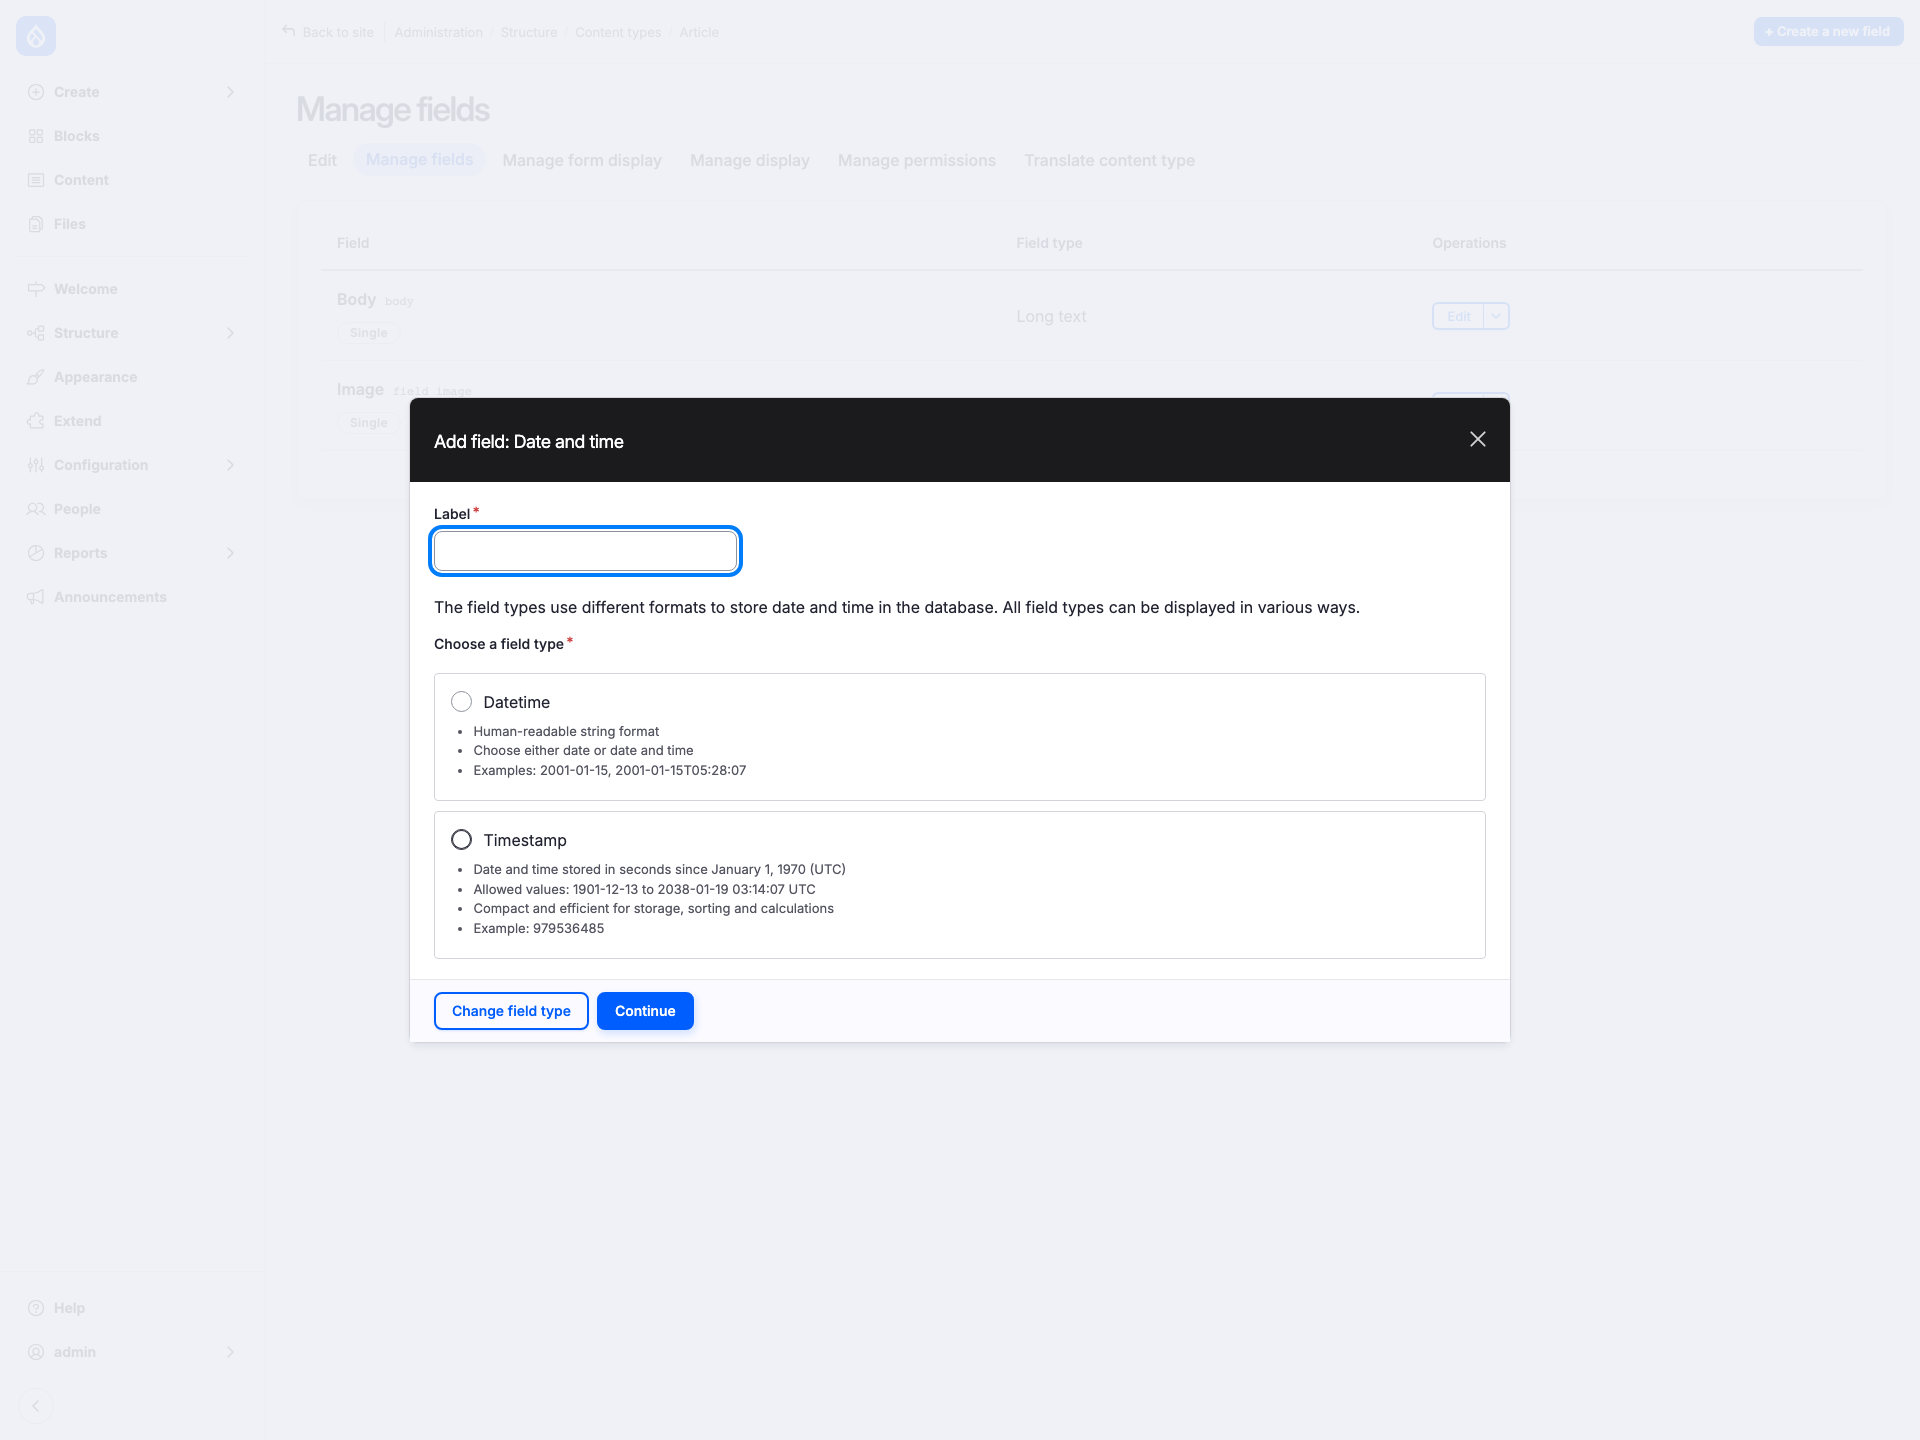 Back to site
Administration
Structure
Content types
Article
+ Create a new field
Create
Blocks
Content
Files
Welcome
Structure
Appearance
Extend
Configuration
People
Reports
Announcements
Help
admin
Manage fields
Edit
Manage fields
Manage form display
Manage display
Manage permissions
Translate content type
Field
Field type
Operations
Body body
Single
Long text
Edit
Image field_image
Single
Add field: Date and time
Label*
The field types use different formats to store date and time in the database. All field types can be displayed in various ways.
Choose a field type*
Datetime
• Human-readable string format
• Choose either date or date and time
• Examples: 2001-01-15, 2001-01-15T05:28:07
Timestamp
• Date and time stored in seconds since January 1, 1970 (UTC)
• Allowed values: 1901-12-13 to 2038-01-19 03:14:07 UTC
• Compact and efficient for storage, sorting and calculations
• Example: 979536485
Change field type
Continue